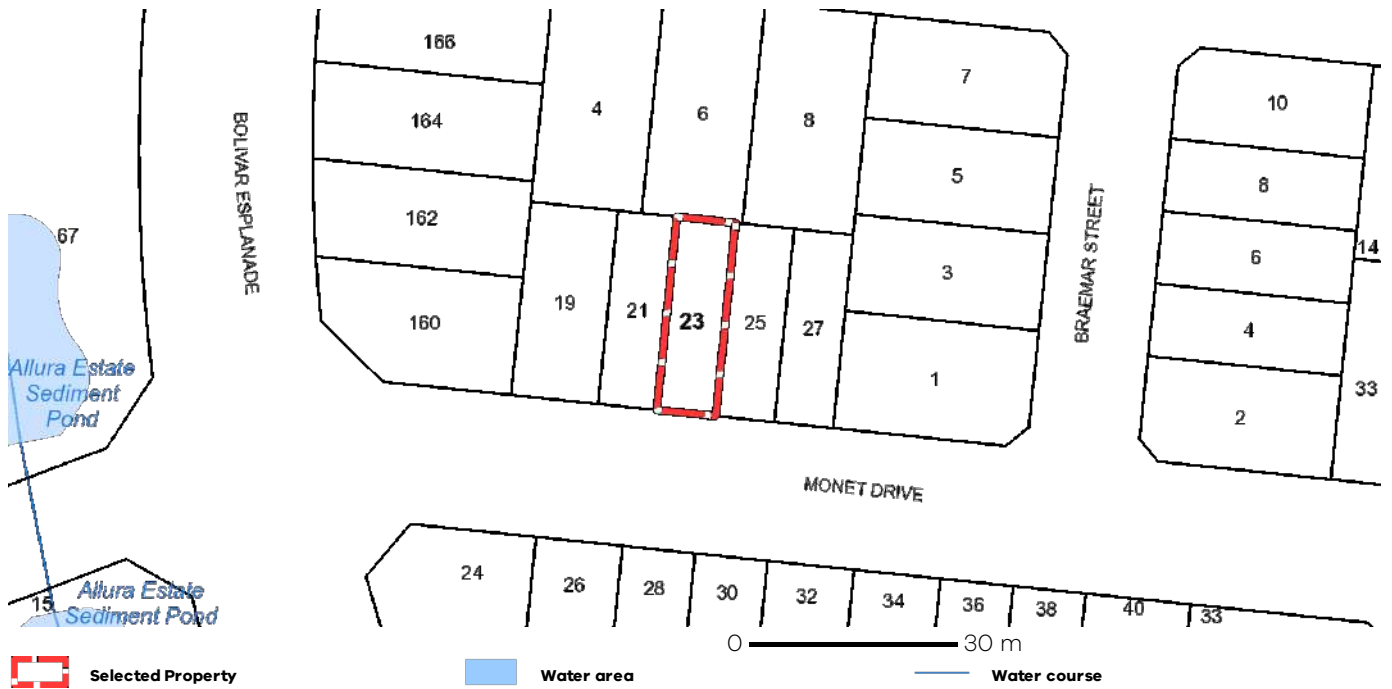 166
7
10
4
6
8
164
BOLIVAR ESPLANADE
5
8
162
BRAEMAR STREET
67
6
14
3
19
21
23
25
27
160
4
Allura Estate
Sediment
Pond
1
33
2
MONET DRIVE
24
26
28
30
32
34
36
38
40
33
15
Allura Estate
Sediment Pond
0 30 m
Selected Property
Water area
Water course